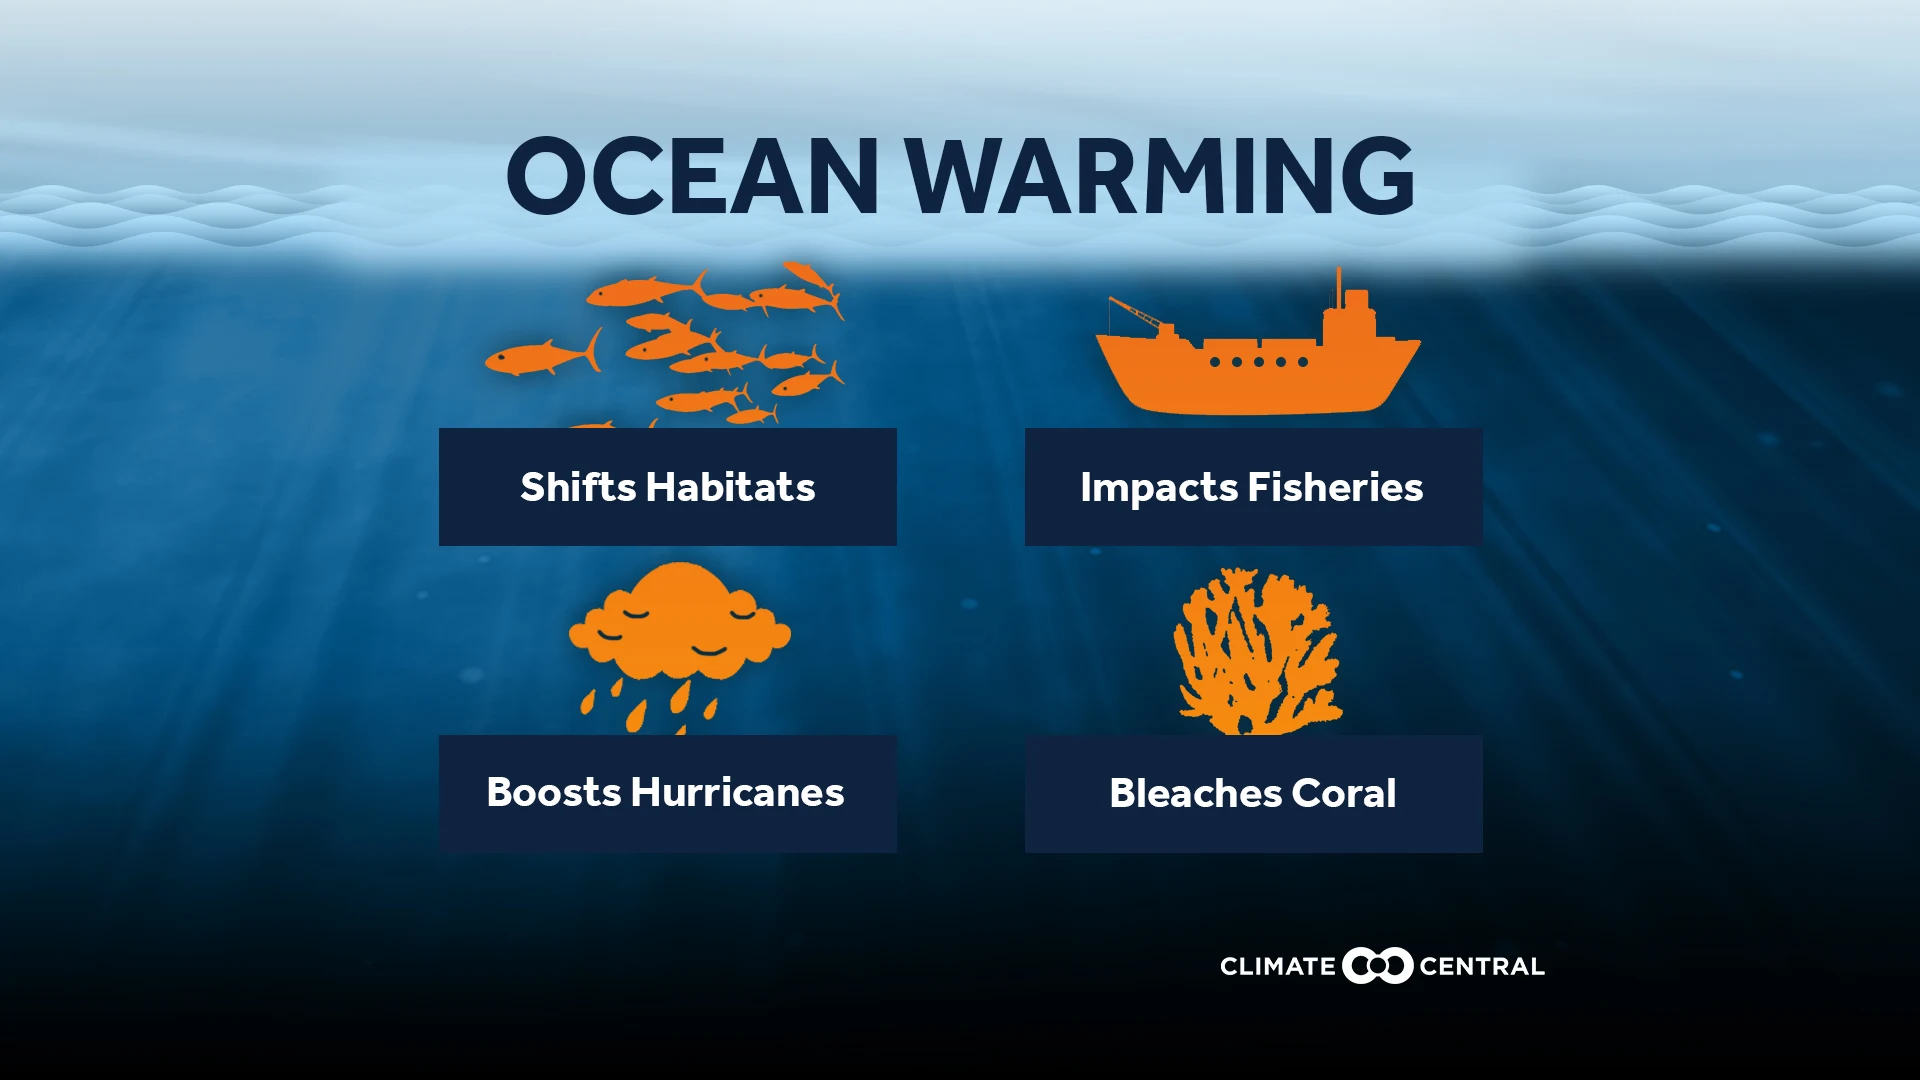 OCEAN WARMING
Shifts Habitats
Impacts Fisheries
Boosts Hurricanes
Bleaches Coral
CLIMATE CENTRAL